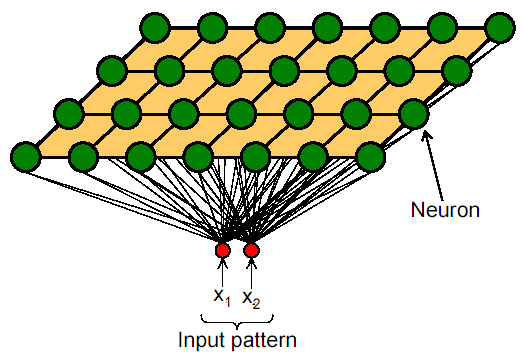 Neuron
x1 x2
Input pattern